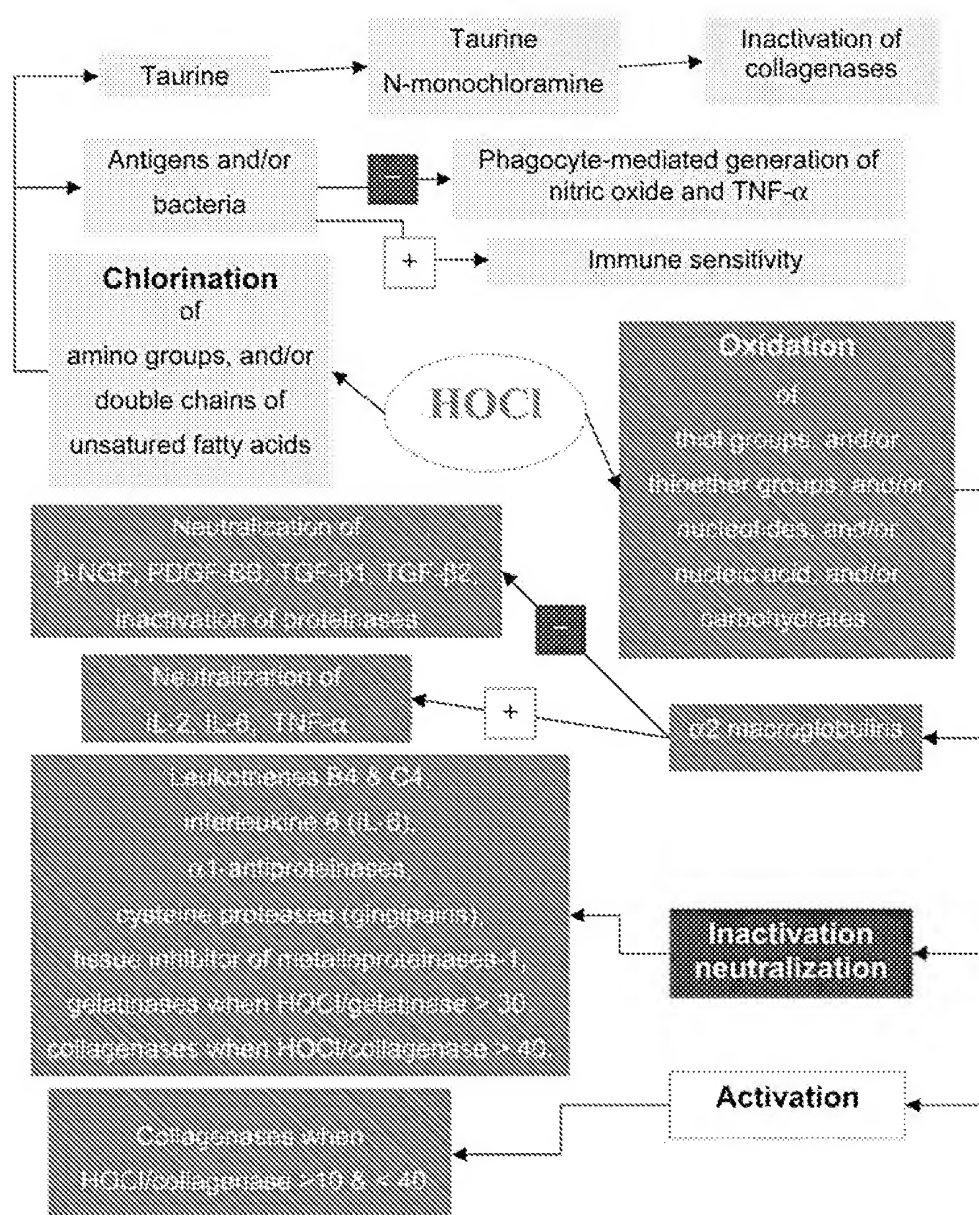 Taurine
Taurine
N-monochloramine
Inactivation of
collagenases
Antigens and/or
bacteria
−
Phagocyte-mediated generation of
nitric oxide and TNF-α
+
Immune sensitivity
Chlorination
of
amino groups, and/or
double chains of
unsatured fatty acids
HOCl
Oxidation
of
thiol groups, and/or
thioether groups, and/or
nucleotides, and/or
nucleic acid, and/or
carbohydrates
Neutralization of
β-NGF, PDGF-BB, TGF-β1, TGF-β2,
inactivation of proteinases
−
Neutralization of
IL-2, IL-6, TNF-α
+
α2 macroglobulins
B4 & C4,
6 (IL-6),
α1-antiproteinases,
cysteine proteases (gingipains)
tissue inhibitor of metalloproteinases-1,
gelatinases when HOCl/gelatinase > 30
collagenases when HOCl/collagenase > 40.
Inactivation
neutralization
Activation
Collagenases when
HOCl/collagenase >10 & < 40